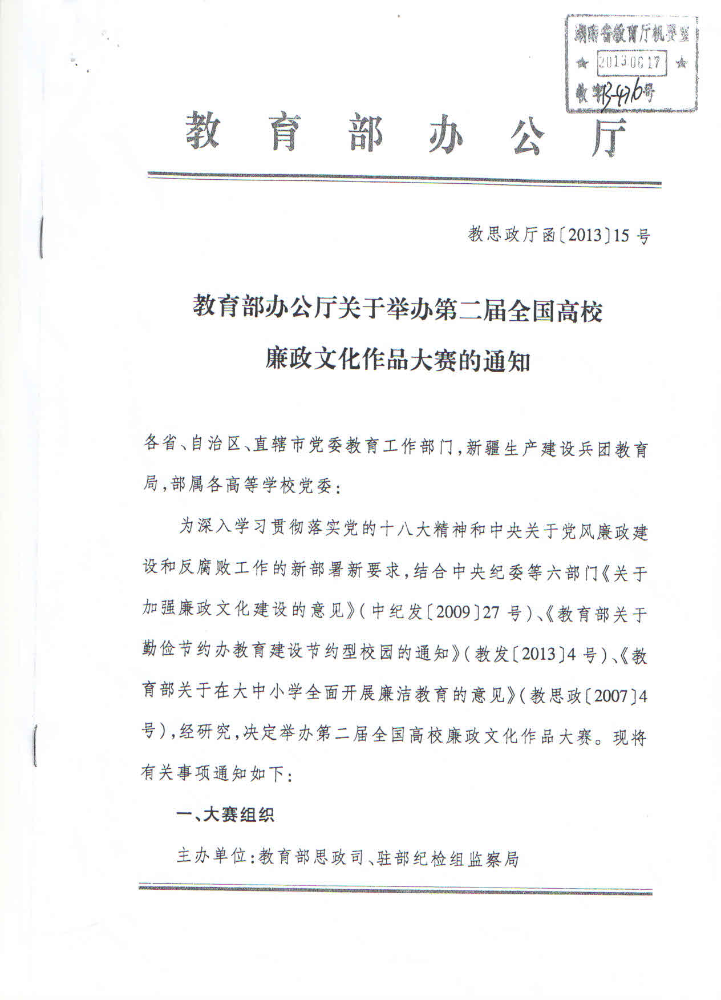 湖南省教育厅机要室
2013.06.17
收字13-476号
教育部办公厅
教思政厅函〔2013〕15 号
教育部办公厅关于举办第二届全国高校
廉政文化作品大赛的通知
各省、自治区、直辖市党委教育工作部门,新疆生产建设兵团教育
局,部属各高等学校党委:
为深入学习贯彻落实党的十八大精神和中央关于党风廉政建
设和反腐败工作的新部署新要求,结合中央纪委等六部门《关于
加强廉政文化建设的意见》(中纪发〔2009〕27 号)、《教育部关于
勤俭节约办教育建设节约型校园的通知》(教发〔2013〕4 号)、《教
育部关于在大中小学全面开展廉洁教育的意见》(教思政〔2007〕4
号),经研究,决定举办第二届全国高校廉政文化作品大赛。现将
有关事项通知如下:
一、大赛组织
主办单位:教育部思政司、驻部纪检组监察局